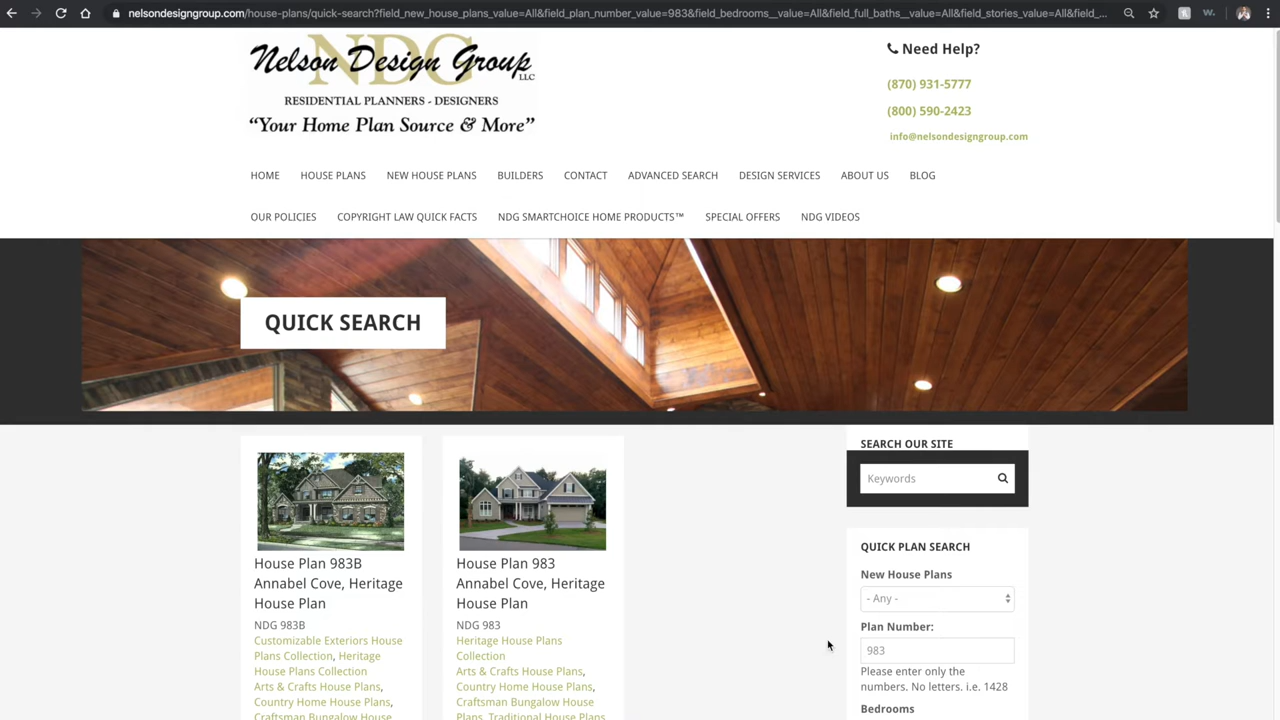 nelsondesigngroup.com/house-plans/quick-search?field_new_house_plans_value=All&field_plan_number_value=983&field_bedrooms__value=All&field_full_baths__value=All&field_stories_value=All&field_...
NDG
Nelson Design Group
LLC
RESIDENTIAL PLANNERS - DESIGNERS
“Your Home Plan Source & More”
Need Help?
(870) 931-5777
(800) 590-2423
info@nelsondesigngroup.com
HOME HOUSE PLANS NEW HOUSE PLANS BUILDERS CONTACT ADVANCED SEARCH DESIGN SERVICES ABOUT US BLOG
OUR POLICIES COPYRIGHT LAW QUICK FACTS NDG SMARTCHOICE HOME PRODUCTS™ SPECIAL OFFERS NDG VIDEOS
QUICK SEARCH
House Plan 983B
Annabel Cove, Heritage
House Plan
NDG 983B
Customizable Exteriors House
Plans Collection, Heritage
House Plans Collection
Arts & Crafts House Plans,
Country Home House Plans,
Craftsman Bungalow House
House Plan 983
Annabel Cove, Heritage
House Plan
NDG 983
Heritage House Plans
Collection
Arts & Crafts House Plans,
Country Home House Plans,
Craftsman Bungalow House
Plans, Traditional House Plans
SEARCH OUR SITE
Keywords
QUICK PLAN SEARCH
New House Plans
- Any -
Plan Number:
983
Please enter only the
numbers. No letters. i.e. 1428
Bedrooms